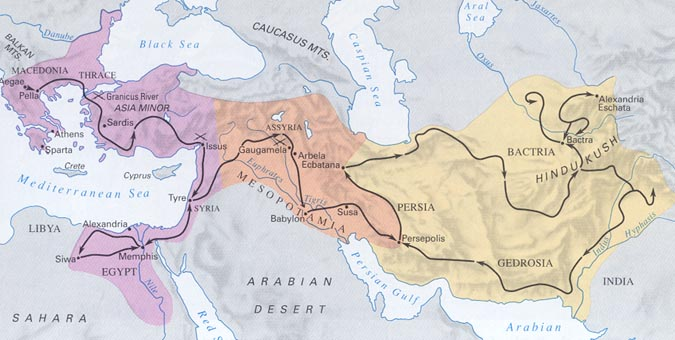 Danube
BALKAN
MTS.
MACEDONIA
THRACE
Aegae
Pella
Black Sea
CAUCASUS MTS.
Caspian Sea
Aral
Sea
Jaxartes
Oxus
Granicus River
ASIA MINOR
Sardis
Athens
Sparta
Crete
Cyprus
Issus
Mediterranean Sea
Tyre
SYRIA
ASSYRIA
Gaugamela
Arbela
Ecbatana
Euphrates
MESOPOTAMIA
Tigris
Babylon
Susa
PERSIA
Persepolis
Persian Gulf
BACTRIA
Bactra
Alexandria
Eschata
HINDU KUSH
Indus
Hyphasis
GEDROSIA
INDIA
LIBYA
Alexandria
Siwa
Memphis
EGYPT
Nile
SAHARA
Red S
ARABIAN
DESERT
Arabian